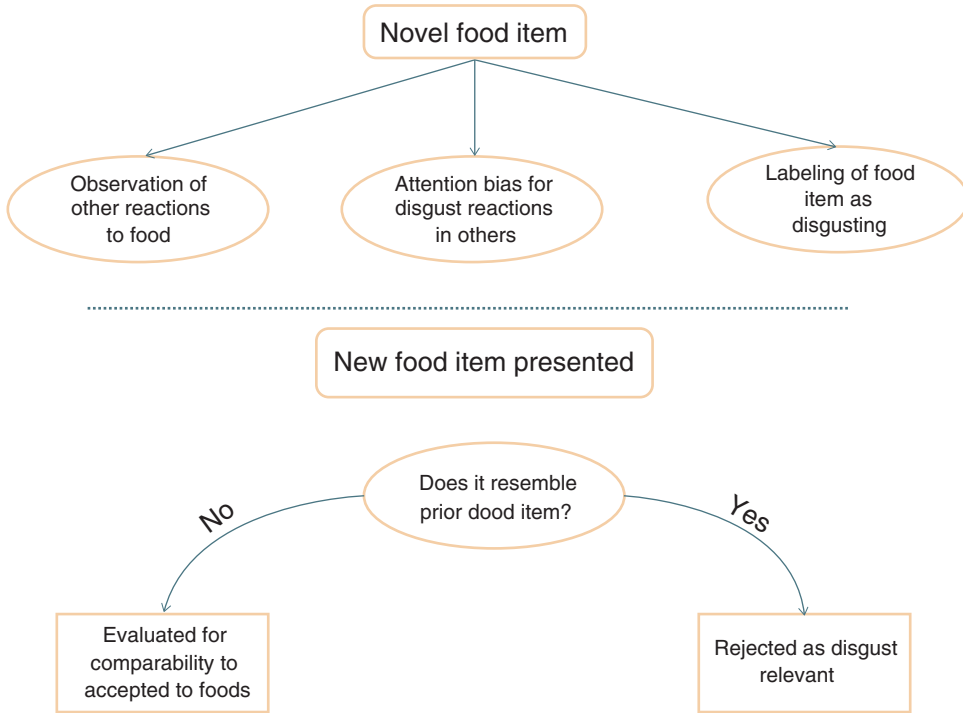 Novel food item
Observation of
other reactions
to food
Attention bias for
disgust reactions
in others
Labeling of food
item as
disgusting
New food item presented
Does it resemble
prior dood item?
No
Yes
Evaluated for
comparability to
accepted to foods
Rejected as disgust
relevant